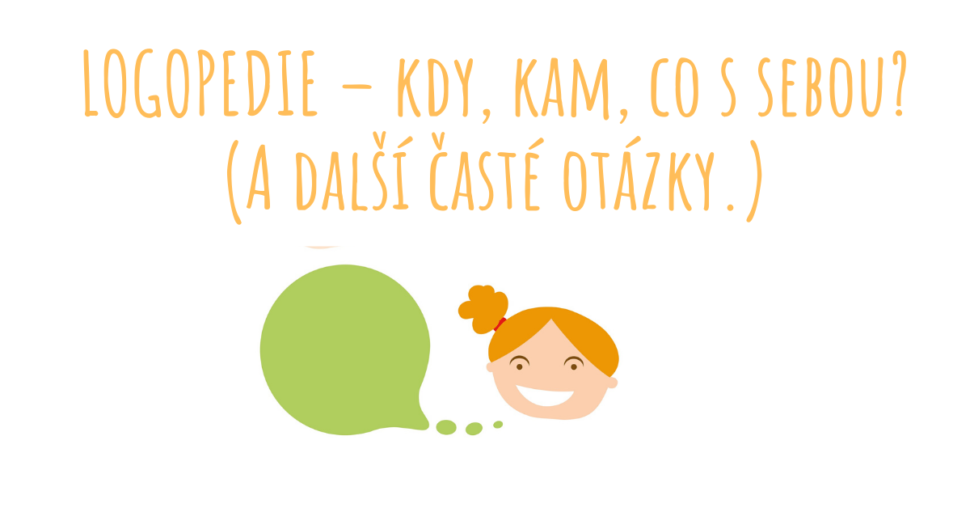 LOGOPEDIE – KDY, KAM, CO S SEBOU?
(A DALŠÍ ČASTÉ OTÁZKY.)